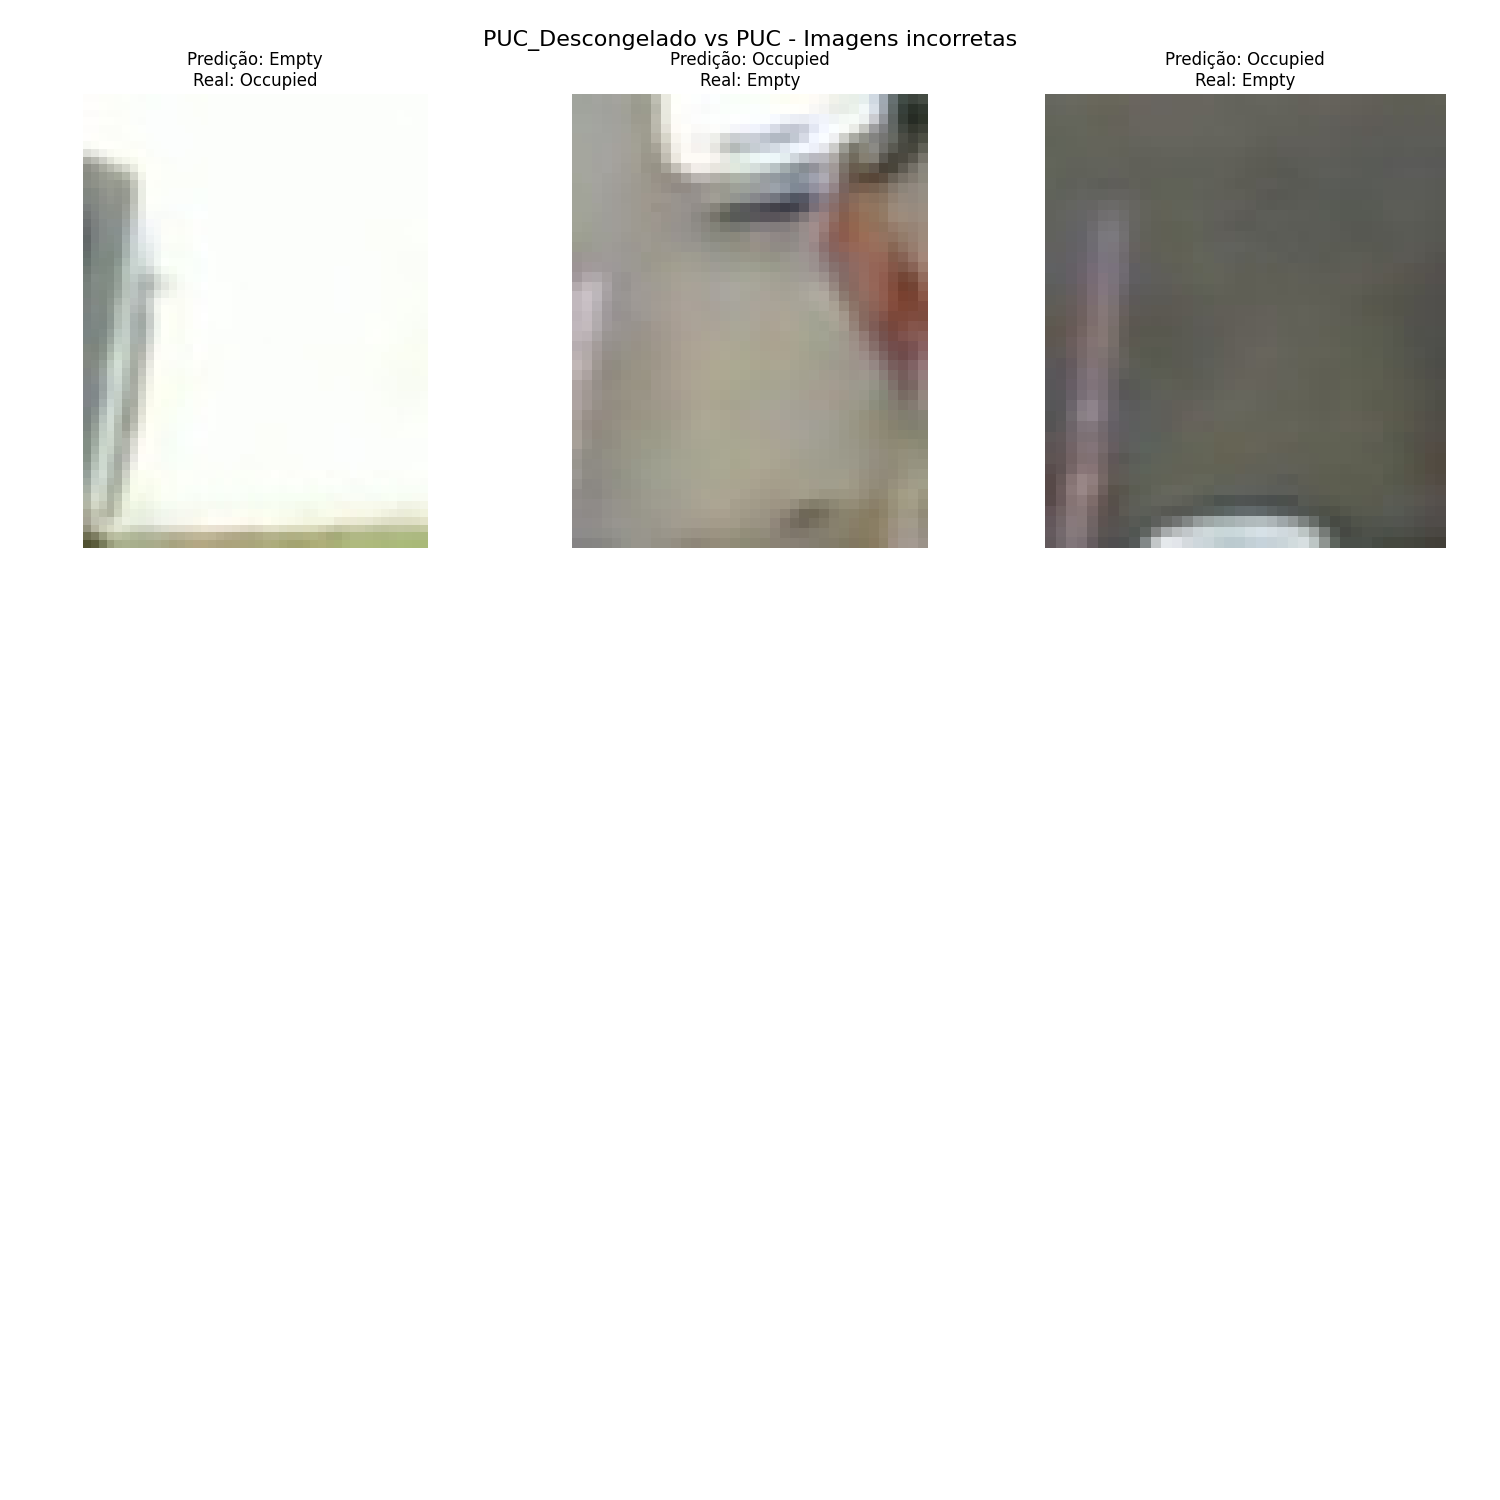 PUC_Descongelado vs PUC - Imagens incorretas
Predição: Empty
Real: Occupied
Predição: Occupied
Real: Empty
Predição: Occupied
Real: Empty